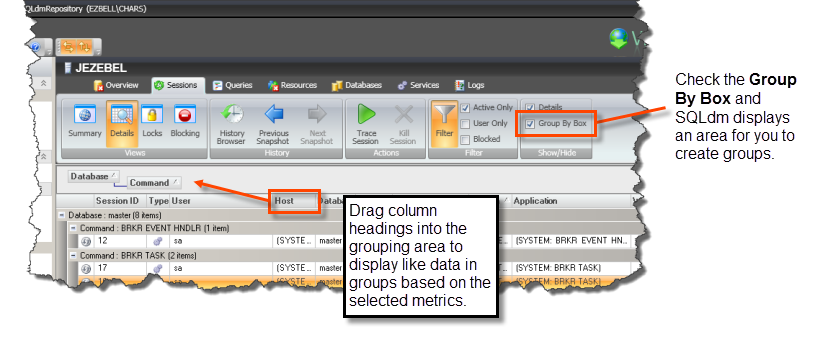 QLdmRepository (EZBELL\CHARS)
JEZEBEL
Overview Sessions Queries Resources Databases Services Logs
Summary Details Locks Blocking
Views
History Browser
Previous Snapshot
Next Snapshot
History
Trace Session
Kill Session
Actions
Filter
Active Only
User Only
Blocked
Filter
Details
Group By Box
Show/Hide
Check the Group
By Box and
SQLdm displays
an area for you to
create groups.
Database
Command
Session ID Type User Host Application
Database : master (8 items)
Command : BRKR EVENT HNDLR (1 item)
12 sa (SYSTE... master (SYSTEM: BRKR EVENT HN...
Command : BRKR TASK (2 items)
17 sa (SYSTE... master (SYSTEM: BRKR TASK)
Drag column
headings into the
grouping area to
display like data in
groups based on the
selected metrics.